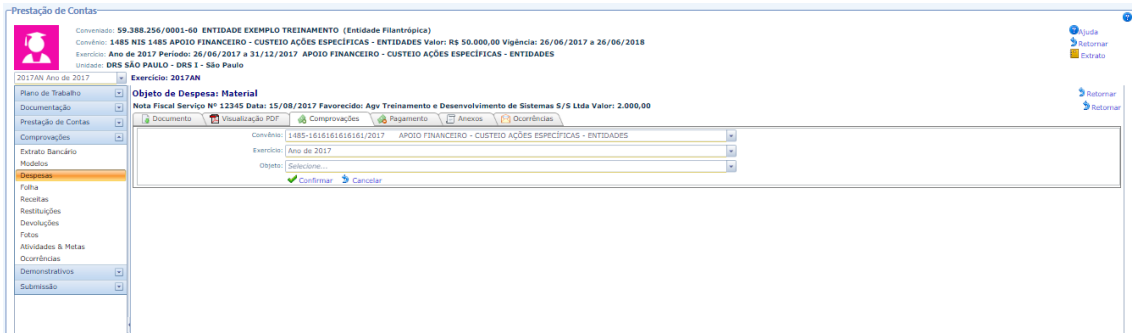 Prestação de Contas
Conveniado: 59.388.256/0001-60 ENTIDADE EXEMPLO TREINAMENTO (Entidade Filantrópica)
Convênio: 1485 NIS 1485 APOIO FINANCEIRO - CUSTEIO AÇÕES ESPECÍFICAS - ENTIDADES Valor: R$ 50.000,00 Vigência: 26/06/2017 a 26/06/2018
Exercício: Ano de 2017 Período: 26/06/2017 a 31/12/2017 APOIO FINANCEIRO - CUSTEIO AÇÕES ESPECÍFICAS - ENTIDADES
Unidade: DRS SÃO PAULO - DRS I - São Paulo
Ajuda
Retornar
Extrato
2017AN Ano de 2017
Exercício: 2017AN
Plano de Trabalho
Documentação
Prestação de Contas
Comprovações
Extrato Bancário
Modelos
Despesas
Folha
Receitas
Restituições
Devoluções
Fotos
Atividades & Metas
Ocorrências
Demonstrativos
Submissão
Objeto de Despesa: Material
Retornar
Nota Fiscal Serviço Nº 12345 Data: 15/08/2017 Favorecido: Agv Treinamento e Desenvolvimento de Sistemas S/S Ltda Valor: 2.000,00
Retornar
Documento Visualização PDF Comprovações Pagamento Anexos Ocorrências
Convênio: 1485-1616161616161/2017 APOIO FINANCEIRO - CUSTEIO AÇÕES ESPECÍFICAS - ENTIDADES
Exercício: Ano de 2017
Objeto: Selecione...
Confirmar Cancelar